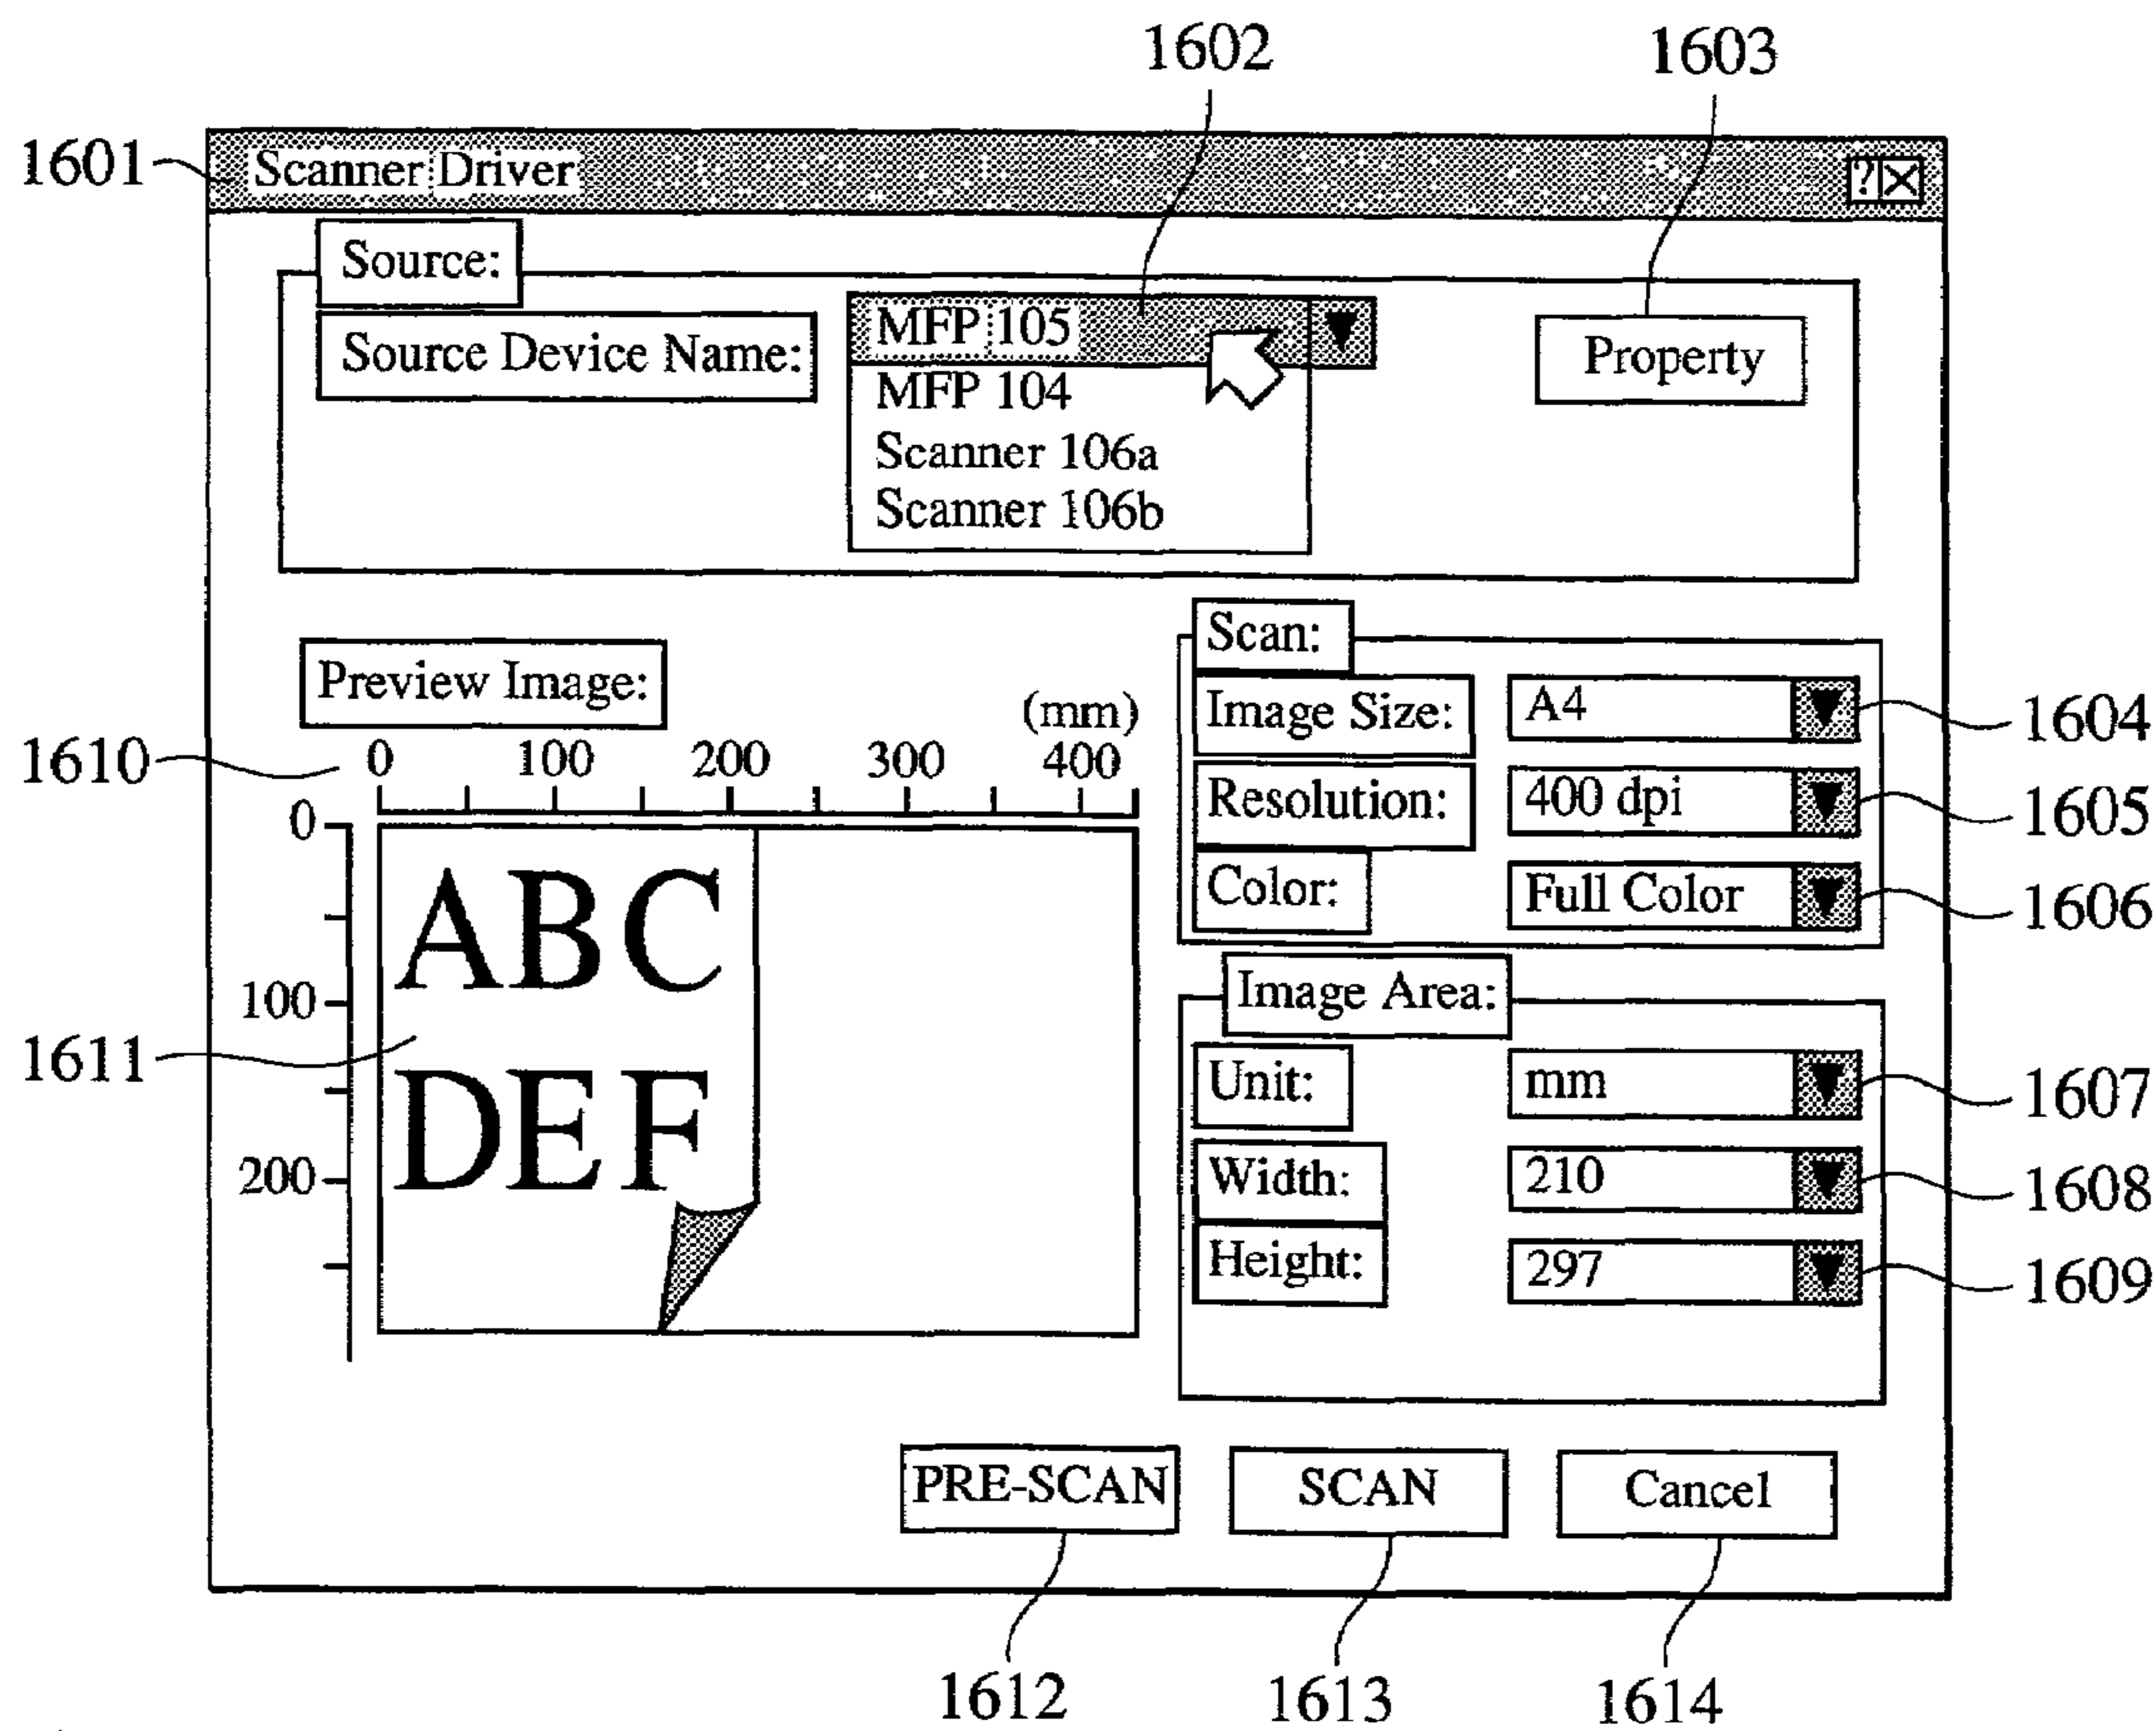 1602 1603
1601 Scanner Driver ? X
Source:
Source Device Name: MFP 105 Property
MFP 104
Scanner 106a
Scanner 106b
Scan:
Preview Image: (mm) Image Size: A4 1604
1610 0 100 200 300 400
0 Resolution: 400 dpi 1605
ABC Color: Full Color 1606
100 Image Area:
1611 DEF Unit: mm 1607
200 Width: 210 1608
Height: 297 1609
PRE-SCAN SCAN Cancel
1612 1613 1614